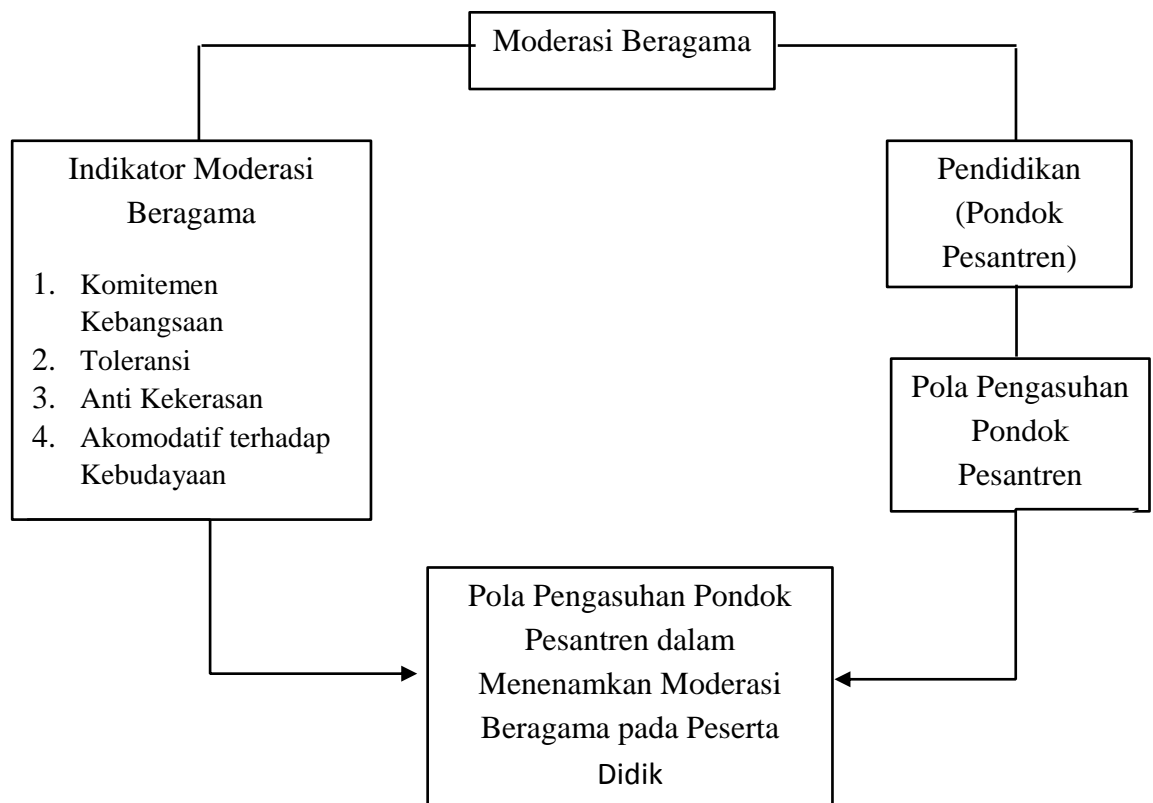 Moderasi Beragama
Indikator Moderasi
Beragama
1. Komitemen
Kebangsaan
2. Toleransi
3. Anti Kekerasan
4. Akomodatif terhadap
Kebudayaan
Pendidikan
(Pondok
Pesantren)
Pola Pengasuhan
Pondok
Pesantren
Pola Pengasuhan Pondok
Pesantren dalam
Menenamkan Moderasi
Beragama pada Peserta
Didik